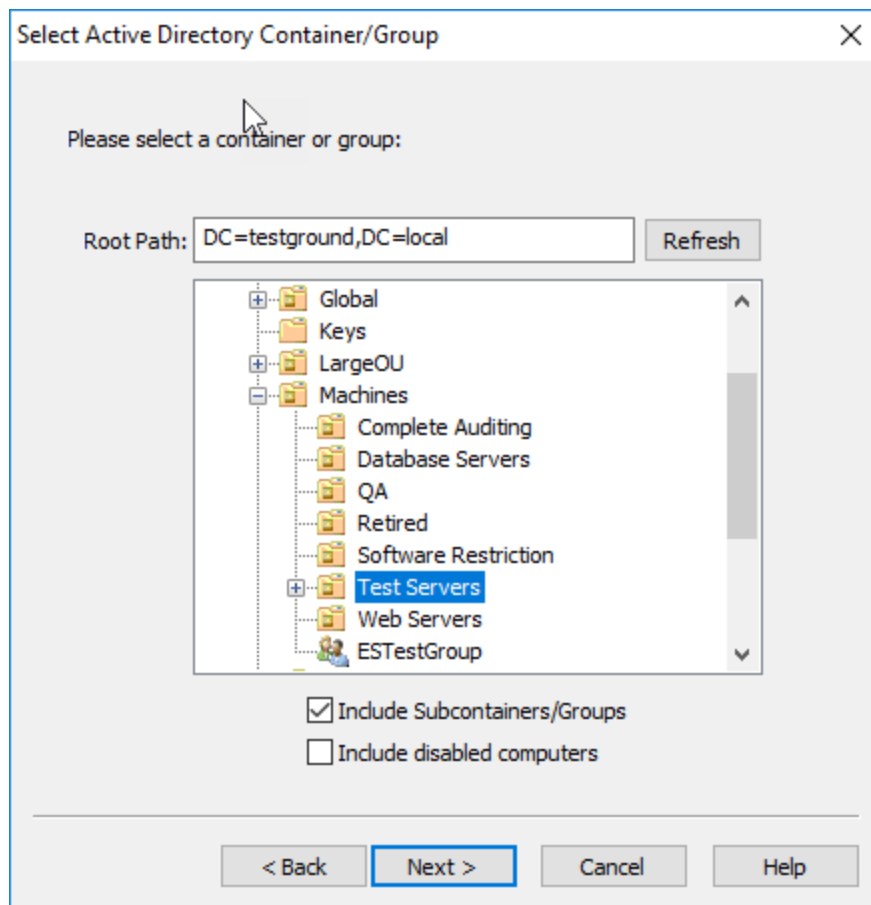 Select Active Directory Container/Group
Please select a container or group:
Root Path: DC=testground,DC=local Refresh
Global
Keys
LargeOU
Machines
Complete Auditing
Database Servers
QA
Retired
Software Restriction
Test Servers
Web Servers
ESTestGroup
Include Subcontainers/Groups
Include disabled computers
< Back Next > Cancel Help